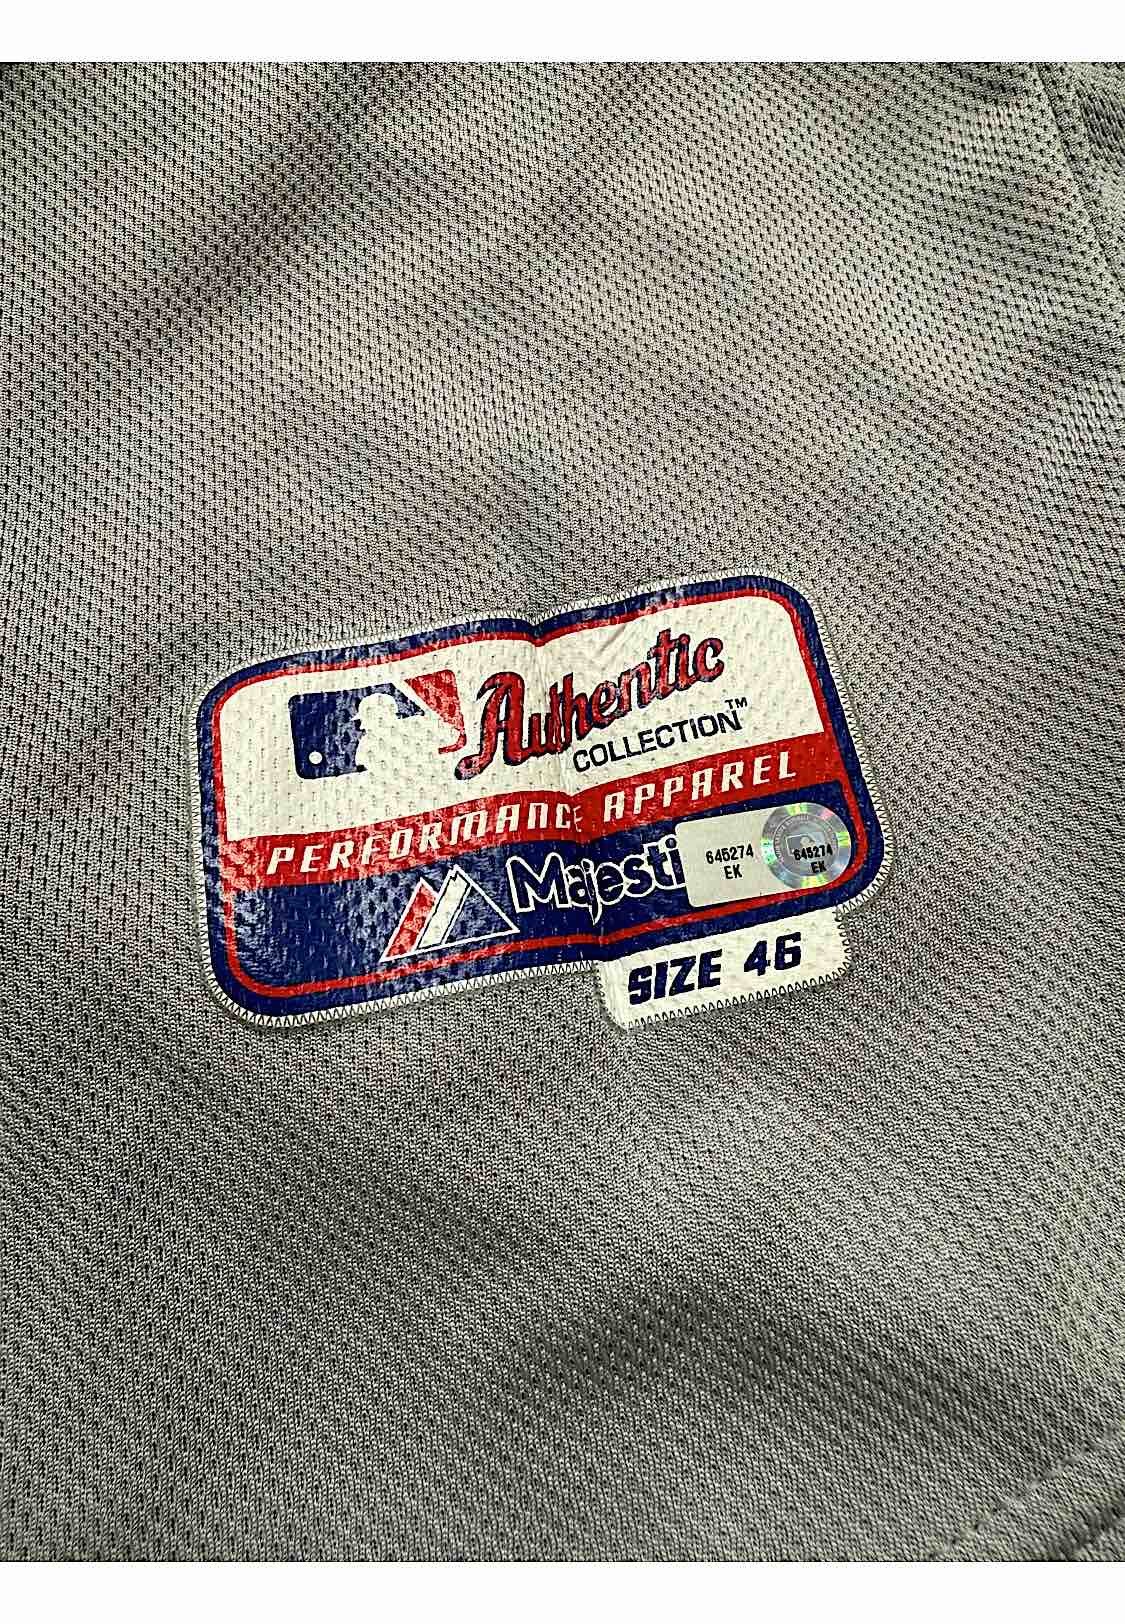 Authentic
COLLECTION™
PERFORMANCE APPAREL
Majesti
645274
EK
645274
EK
SIZE 46